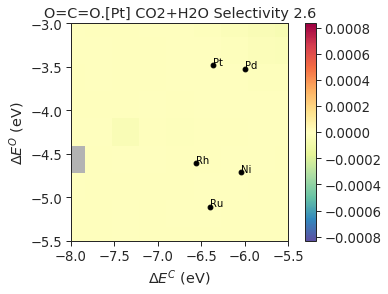 O=C=O.[Pt] CO2+H2O Selectivity 2.6
−3.0
−3.5
−4.0
−4.5
−5.0
−5.5
ΔE^O (eV)
Pt
Pd
Rh
Ni
Ru
−8.0 −7.5 −7.0 −6.5 −6.0 −5.5
ΔE^C (eV)
0.0008
0.0006
0.0004
0.0002
0.0000
−0.0002
−0.0004
−0.0006
−0.0008